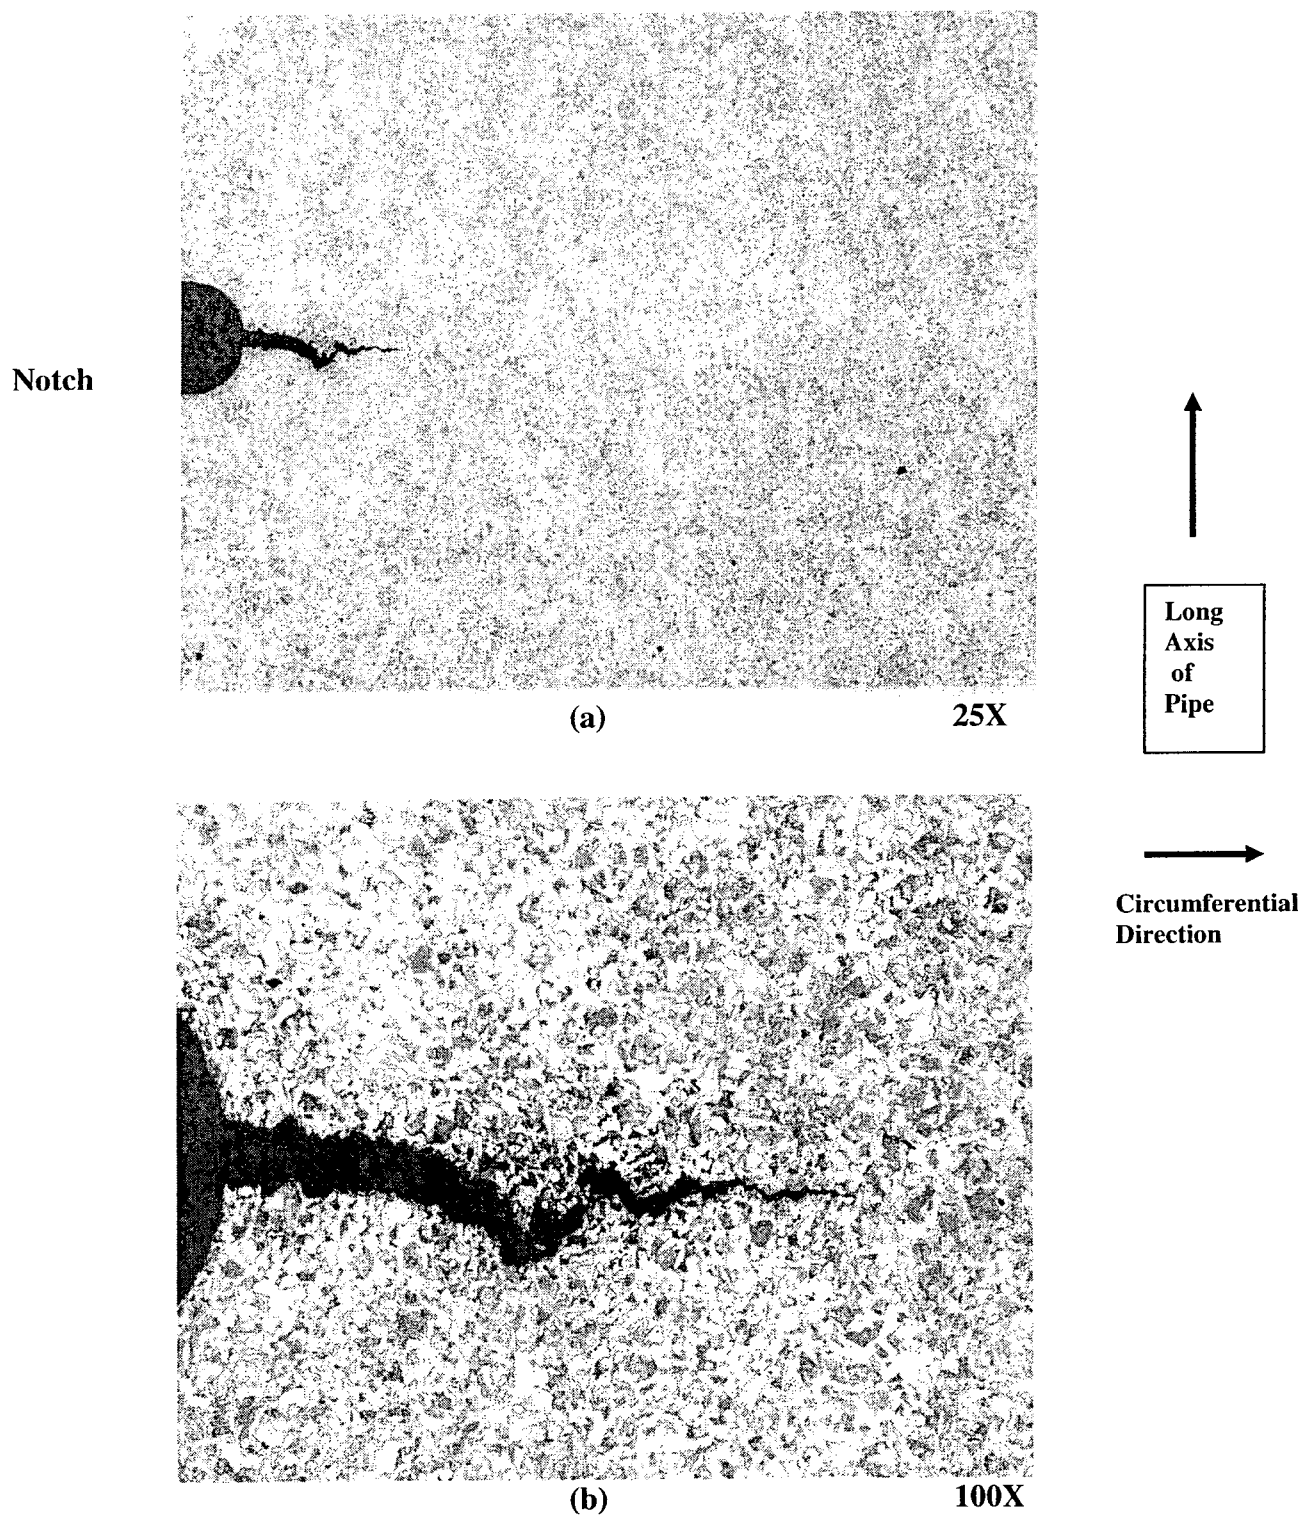 Notch
(a)
25X
Long
Axis
of
Pipe
Circumferential
Direction
(b)
100X